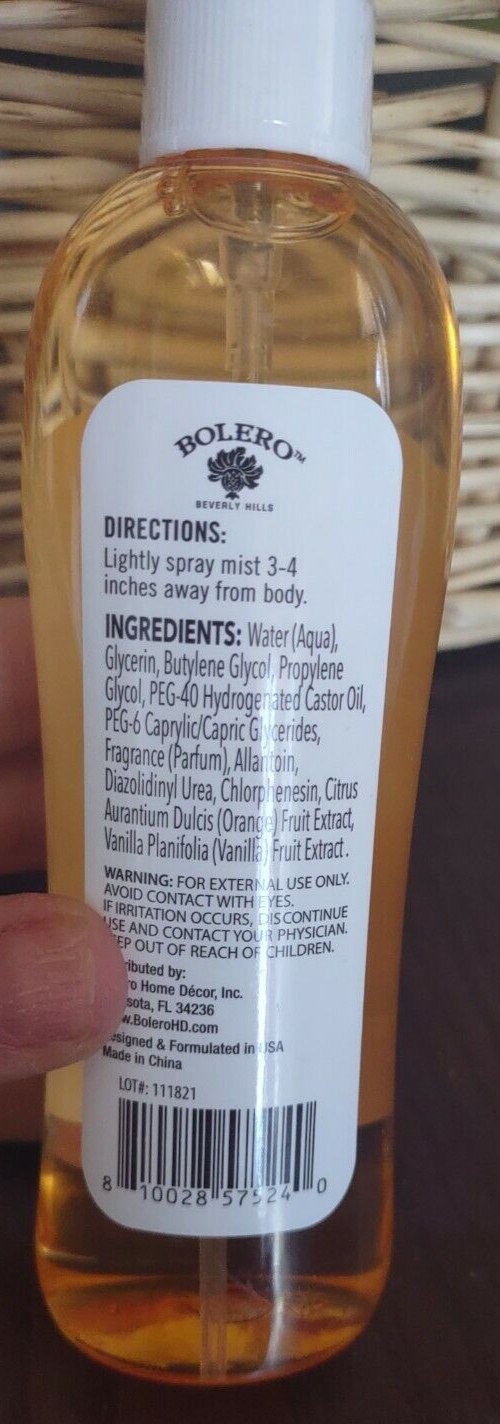 BOLERO™
BEVERLY HILLS
DIRECTIONS:
Lightly spray mist 3-4
inches away from body.
INGREDIENTS: Water (Aqua),
Glycerin, Butylene Glycol, Propylene
Glycol, PEG-40 Hydrogenated Castor Oil,
PEG-6 Caprylic/Capric Glycerides,
Fragrance (Parfum), Allantoin,
Diazolidinyl Urea, Chlorphenesin, Citrus
Aurantium Dulcis (Orange) Fruit Extract,
Vanilla Planifolia (Vanilla) Fruit Extract.
WARNING: FOR EXTERNAL USE ONLY.
AVOID CONTACT WITH EYES.
IF IRRITATION OCCURS, DISCONTINUE
USE AND CONTACT YOUR PHYSICIAN.
EEP OUT OF REACH OF CHILDREN.
ributed by:
ro Home Décor, Inc.
sota, FL 34236
w.BoleroHD.com
esigned & Formulated in USA
Made in China
LOT#: 111821
8 10028 57524 0